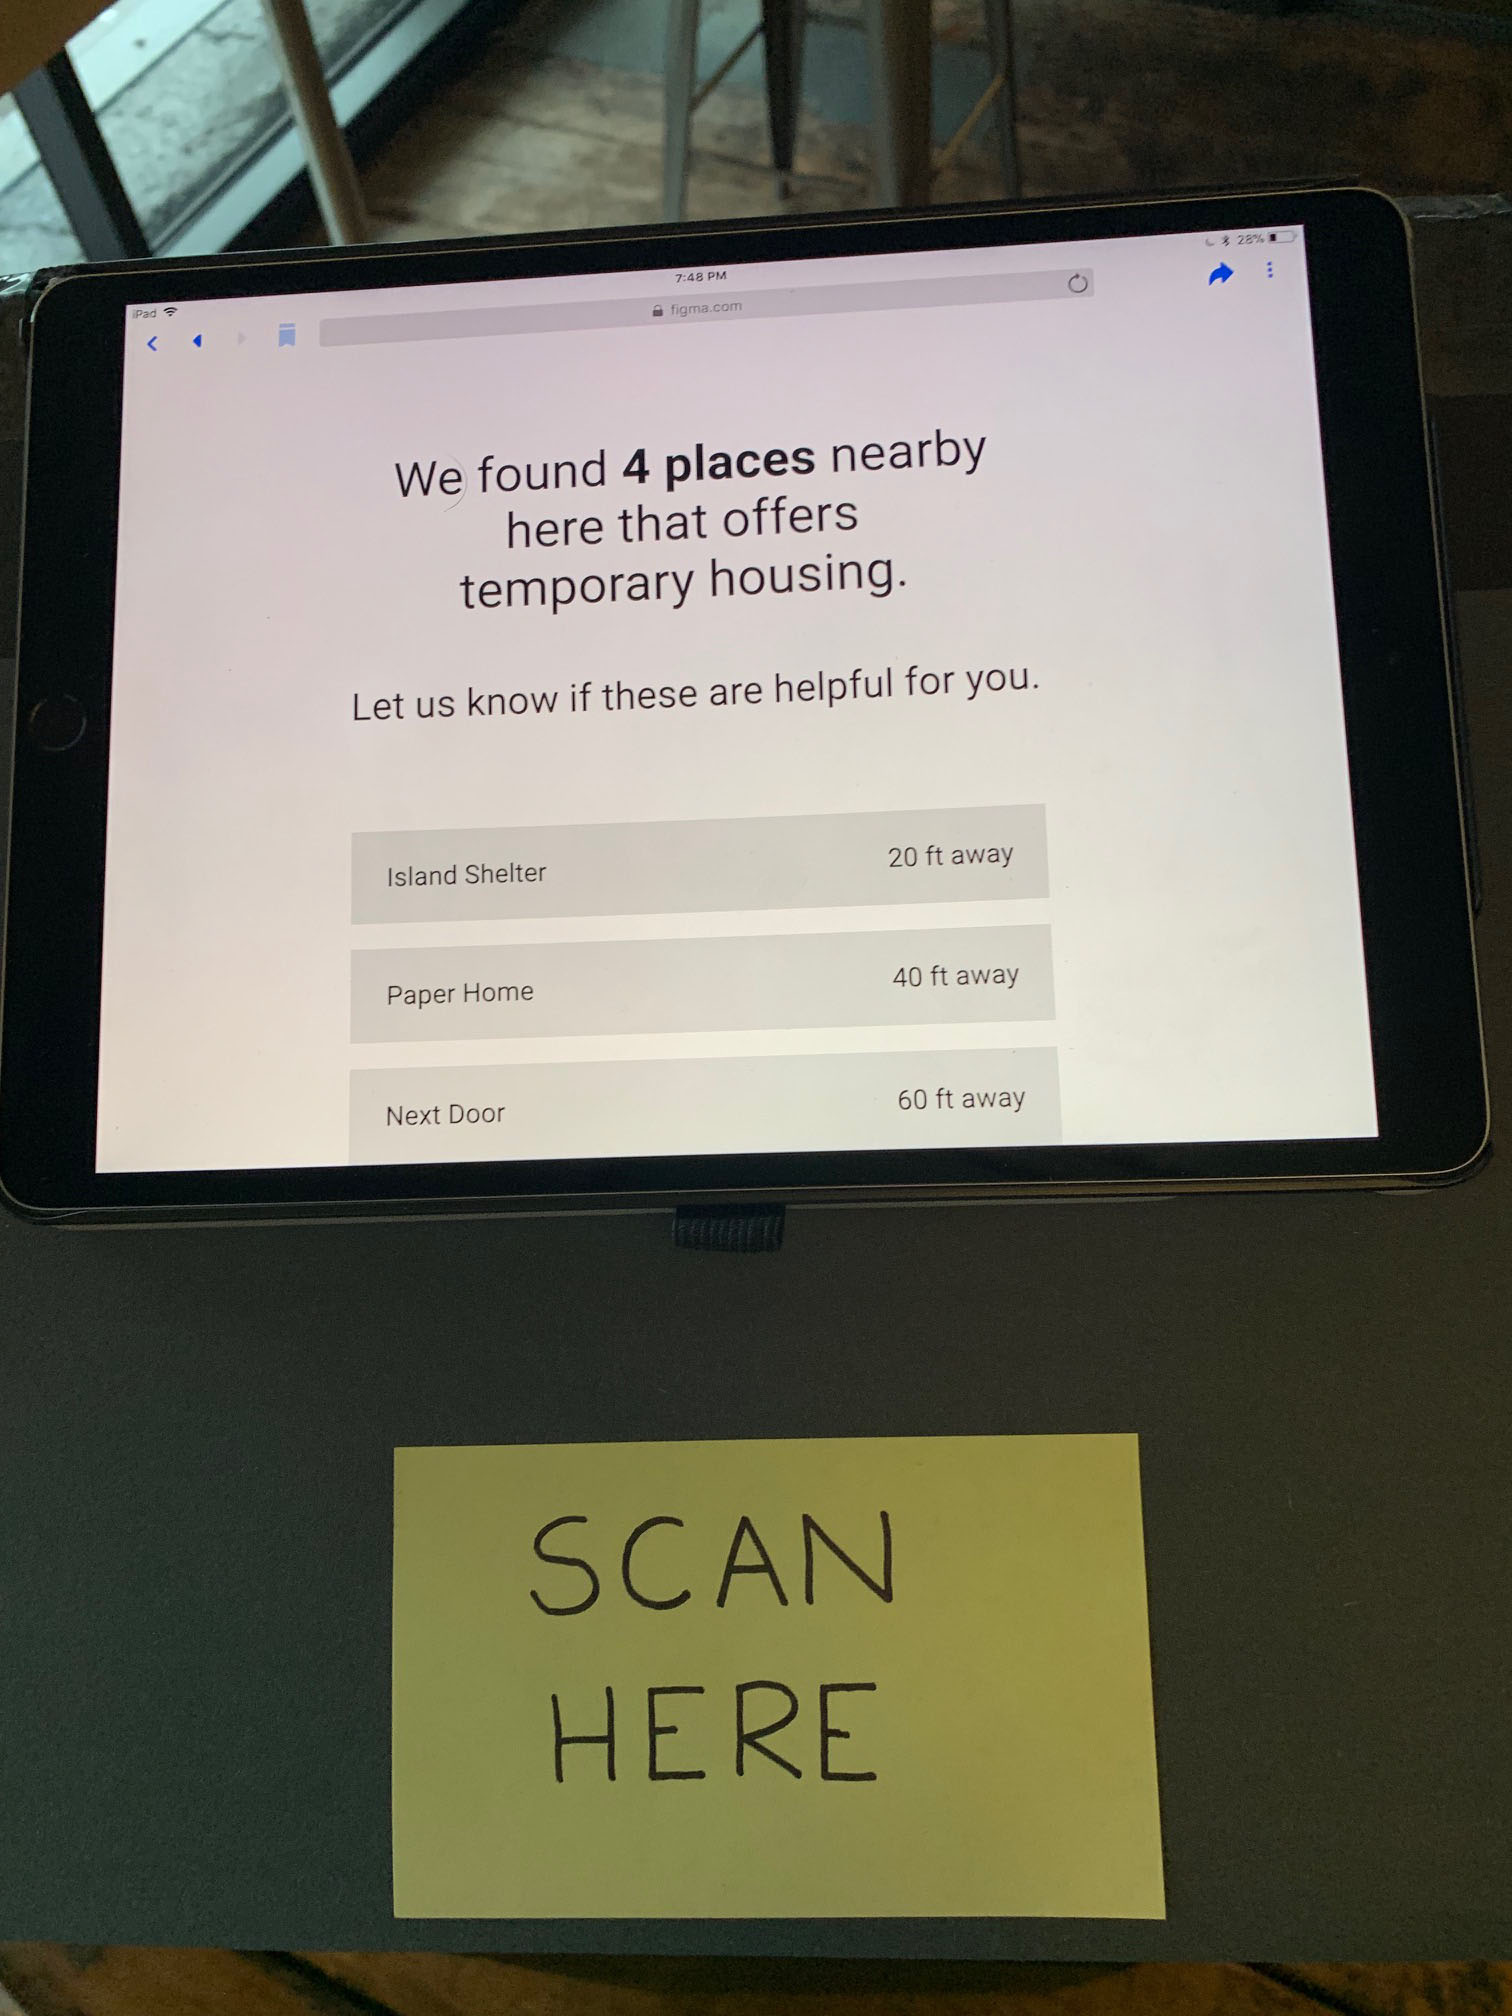 iPad
7:48 PM
28%
figma.com
We found 4 places nearby
here that offers
temporary housing.
Let us know if these are helpful for you.
Island Shelter 20 ft away
Paper Home 40 ft away
Next Door 60 ft away
SCAN
HERE